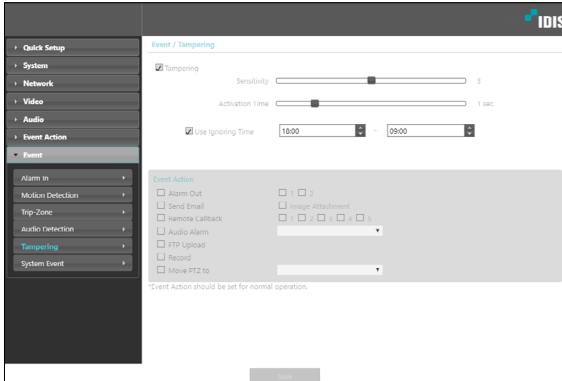 IDIS
Quick Setup
System
Network
Video
Audio
Event Action
Event
Alarm In
Motion Detection
Trip-Zone
Audio Detection
Tampering
System Event
Event / Tampering
Tampering
Sensitivity 5
Activation Time 1 sec
Use Ignoring Time 18:00 ~ 09:00
Event Action
Alarm Out 1 2
Send Email Image Attachment
Remote Callback 1 2 3 4 5
Audio Alarm
FTP Upload
Record
Move PTZ to
*Event Action should be set for normal operation.
Save